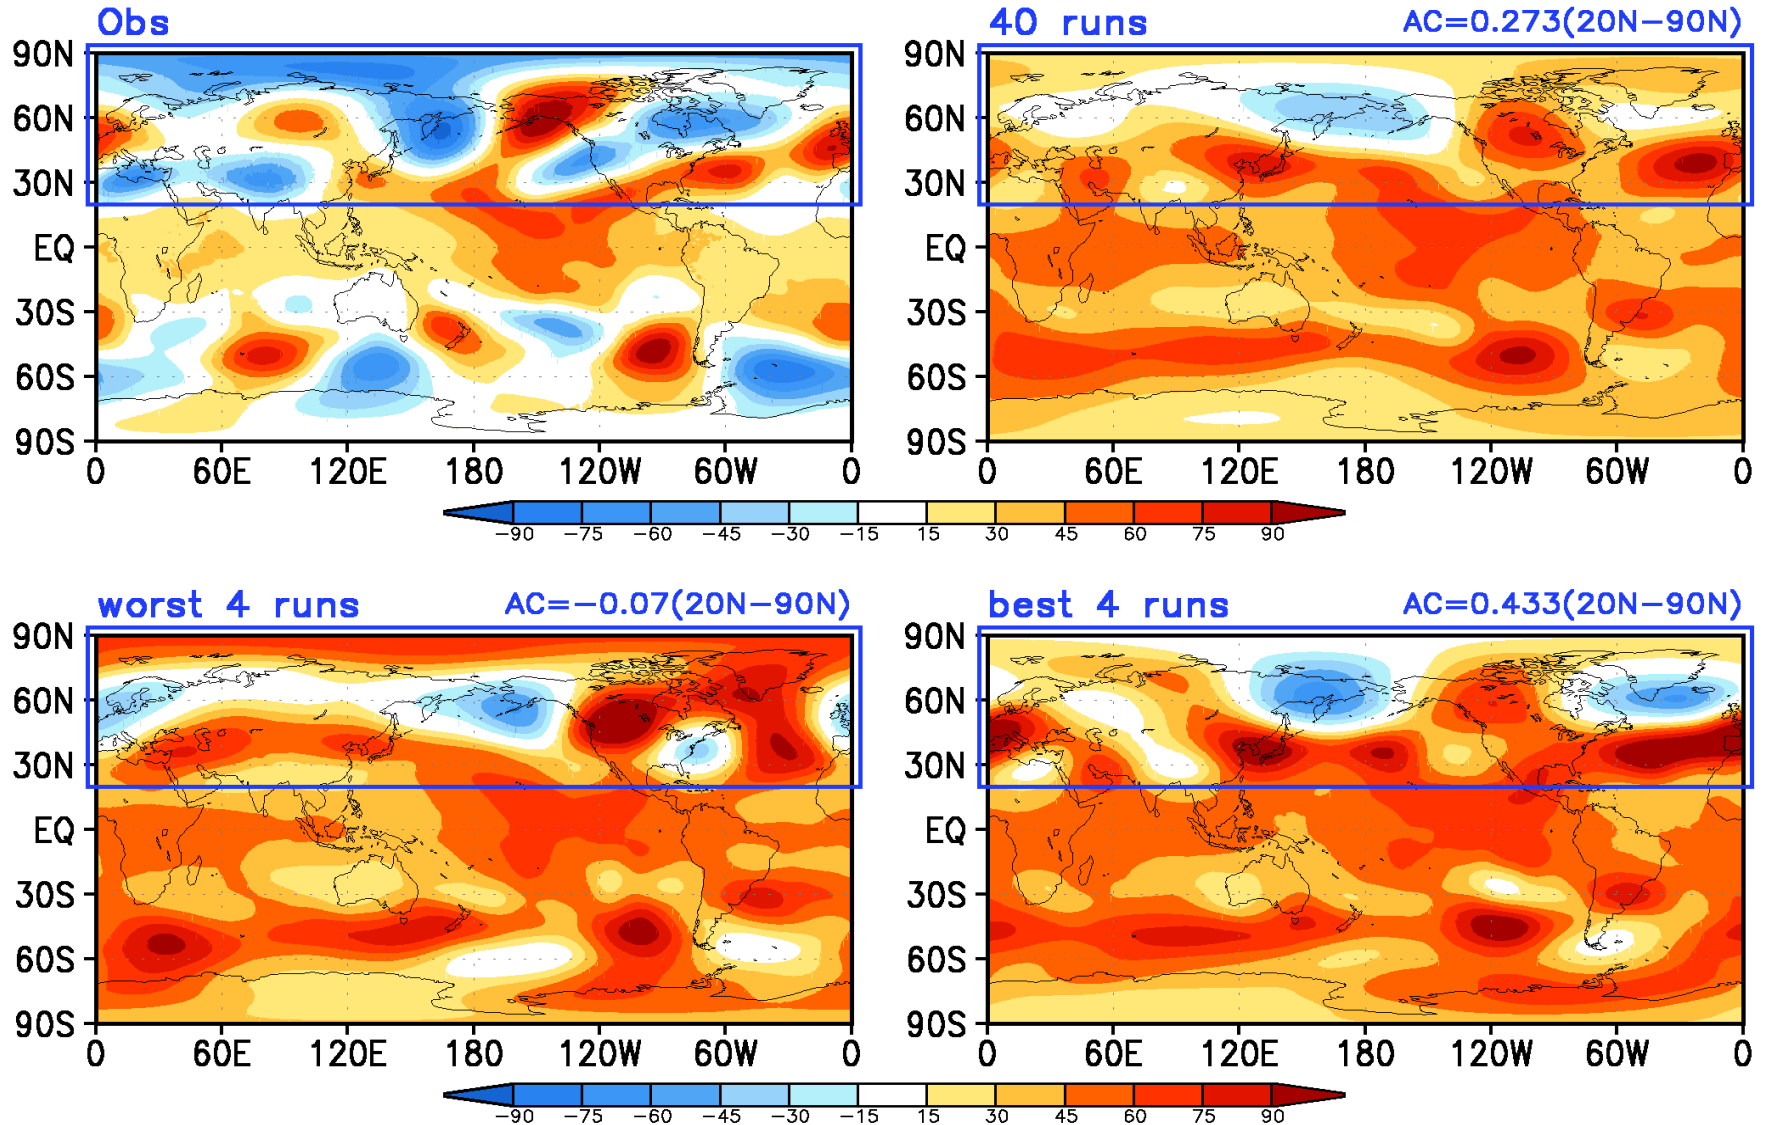 Obs
40 runs AC=0.273(20N−90N)
90N 90N
60N 60N
30N 30N
EQ EQ
30S 30S
60S 60S
90S 90S
0 60E 120E 180 120W 60W 0 0 60E 120E 180 120W 60W 0
−90 −75 −60 −45 −30 −15 15 30 45 60 75 90
worst 4 runs AC=−0.07(20N−90N)
best 4 runs AC=0.433(20N−90N)
90N 90N
60N 60N
30N 30N
EQ EQ
30S 30S
60S 60S
90S 90S
0 60E 120E 180 120W 60W 0 0 60E 120E 180 120W 60W 0
−90 −75 −60 −45 −30 −15 15 30 45 60 75 90